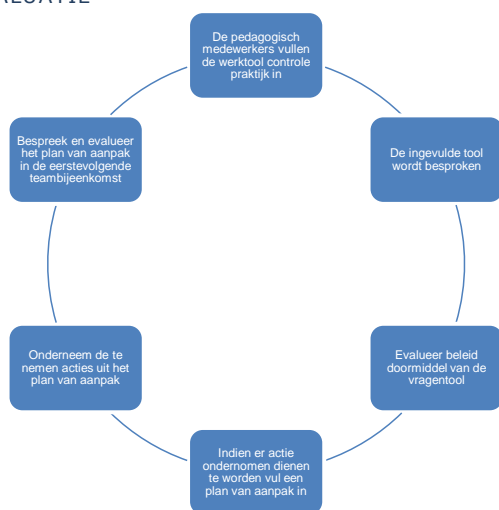 De pedagogisch
medewerkers vullen
de werktool controle
praktijk in
De ingevulde tool
wordt besproken
Evalueer beleid
doormiddel van de
vragentool
Indien er actie
ondernomen dienen
te worden vul een
plan van aanpak in
Onderneem de te
nemen acties uit het
plan van aanpak
Bespreek en evalueer
het plan van aanpak
in de eerstevolgende
teambijeenkomst